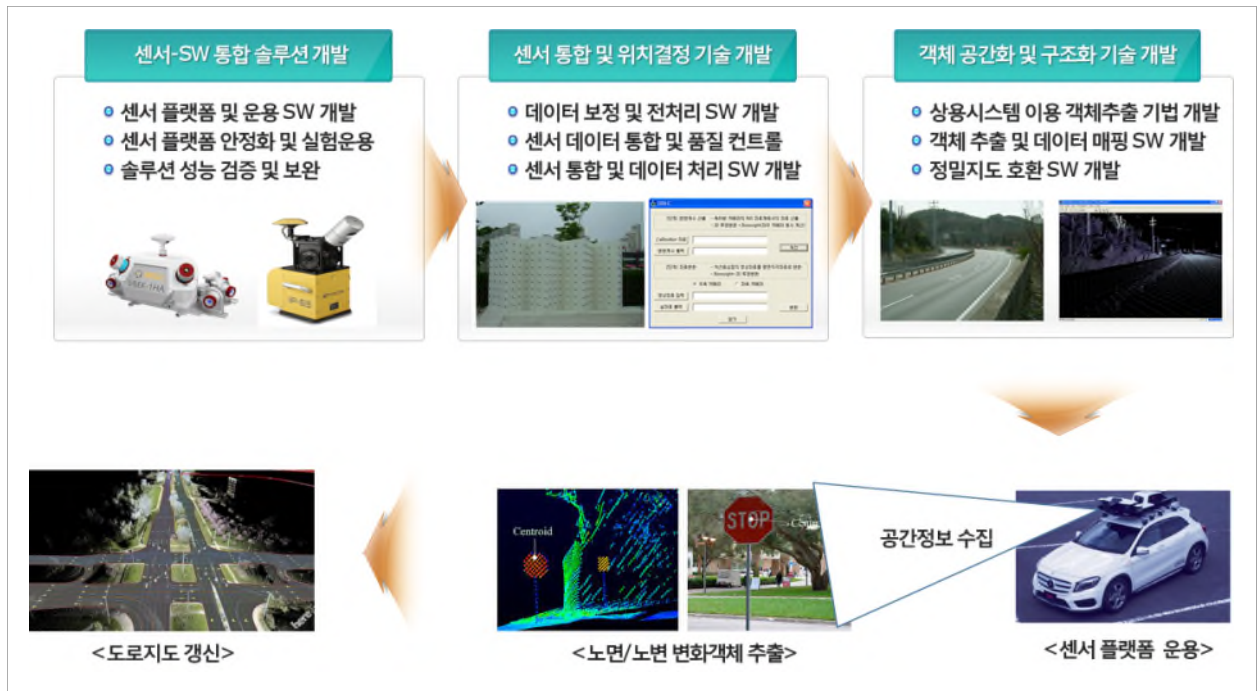 센서-SW 통합 솔루션 개발
센서 플랫폼 및 운용 SW 개발
센서 플랫폼 안정화 및 실험운용
솔루션 성능 검증 및 보완
센서 통합 및 위치결정 기술 개발
데이터 보정 및 전처리 SW 개발
센서 데이터 통합 및 품질 컨트롤
센서 통합 및 데이터 처리 SW 개발
객체 공간화 및 구조화 기술 개발
상용시스템 이용 객체추출 기법 개발
객체 추출 및 데이터 매핑 SW 개발
정밀지도 호환 SW 개발
VMX-1HA
IP-S3
Centroid
STOP
공간정보 수집
<도로지도 갱신>
<노면/노변 변화객체 추출>
<센서 플랫폼 운용>